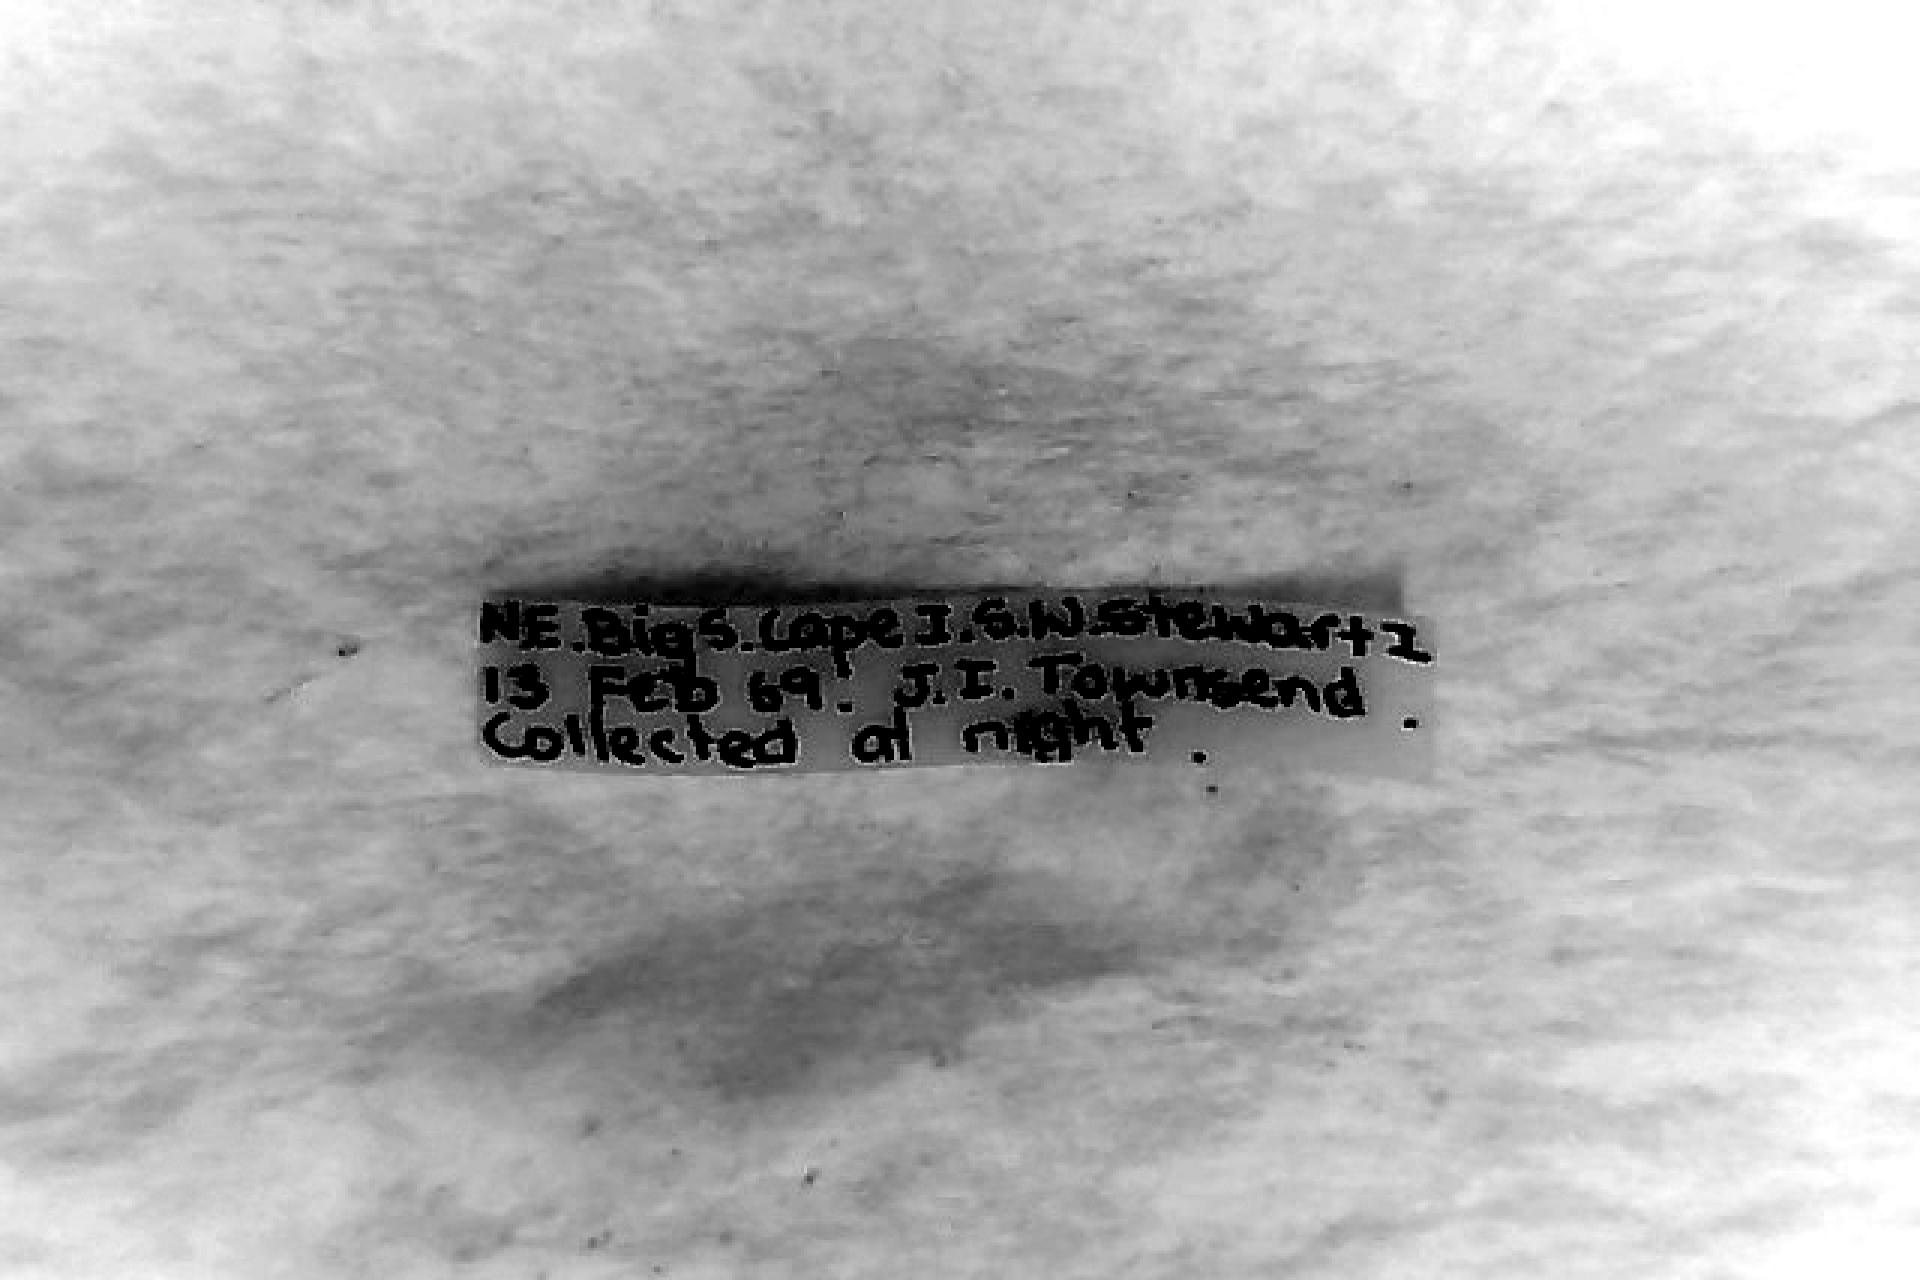 NE.Big S.Cape I.S.W.Stewart I
13 Feb 69. J.I.Townsend.
Collected at night.